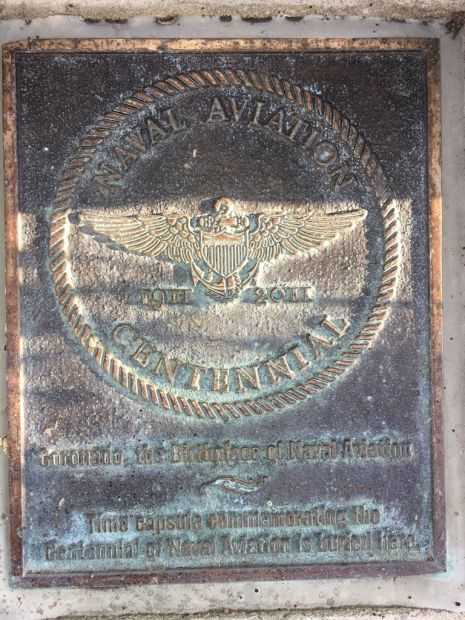 NAVAL AVIATION
1911 2011
CENTENNIAL
Coronado, the Birthplace of Naval Aviation
Time capsule commemorating the
Centennial of Naval Aviation is buried here.